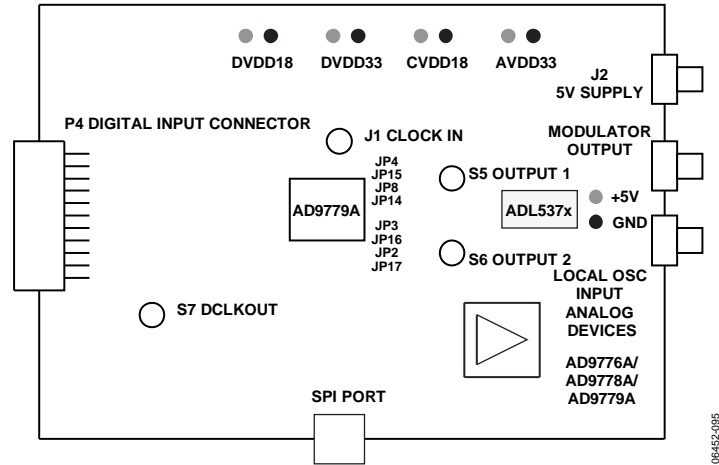 DVDD18 DVDD33 CVDD18 AVDD33
J2
5V SUPPLY
P4 DIGITAL INPUT CONNECTOR
J1 CLOCK IN
MODULATOR
OUTPUT
JP4
JP15
JP8
JP14
S5 OUTPUT 1
AD9779A
ADL537x
+5V
GND
JP3
JP16
JP2
JP17
S6 OUTPUT 2
LOCAL OSC
INPUT
ANALOG
DEVICES
S7 DCLKOUT
AD9776A/
AD9778A/
AD9779A
SPI PORT
06452-095